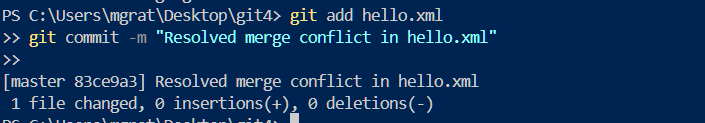 PS C:\Users\mgrat\Desktop\git4> git add hello.xml
>> git commit -m "Resolved merge conflict in hello.xml"
>>
[master 83ce9a3] Resolved merge conflict in hello.xml
 1 file changed, 0 insertions(+), 0 deletions(-)
PS C:\Users\mgrat\Desktop\git4>